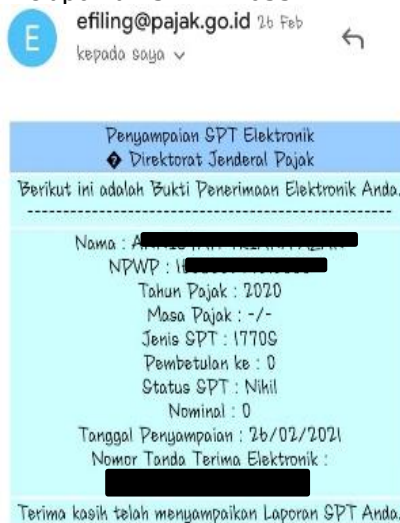 E
efiling@pajak.go.id 26 Feb
kepada saya
Penyampaian SPT Elektronik
� Direktorat Jenderal Pajak
Berikut ini adalah Bukti Penerimaan Elektronik Anda.
--------------------------------------------------
Nama :
NPWP :
Tahun Pajak : 2020
Masa Pajak : -/-
Jenis SPT : 1770S
Pembetulan ke : 0
Status SPT : Nihil
Nominal : 0
Tanggal Penyampaian : 26/02/2021
Nomor Tanda Terima Elektronik :
Terima kasih telah menyampaikan Laporan SPT Anda.